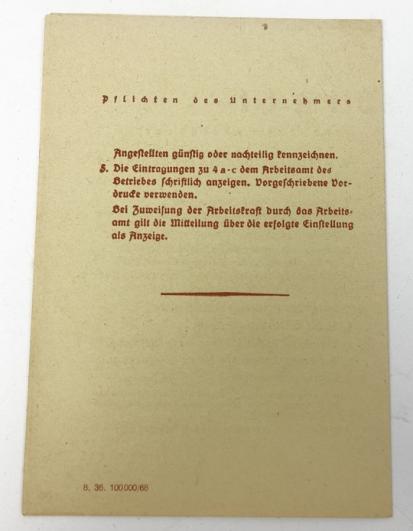 Pflichten des Unternehmers
Angestellten günstig oder nachteilig kennzeichnen.
5. Die Eintragungen zu 4 a-c dem Arbeitsamt des
Betriebes schriftlich anzeigen. Vorgeschriebene Vor-
drucke verwenden.
Bei Zuweisung der Arbeitskraft durch das Arbeits-
amt gilt die Mitteilung über die erfolgte Einstellung
als Anzeige.
8. 36. 100000/68